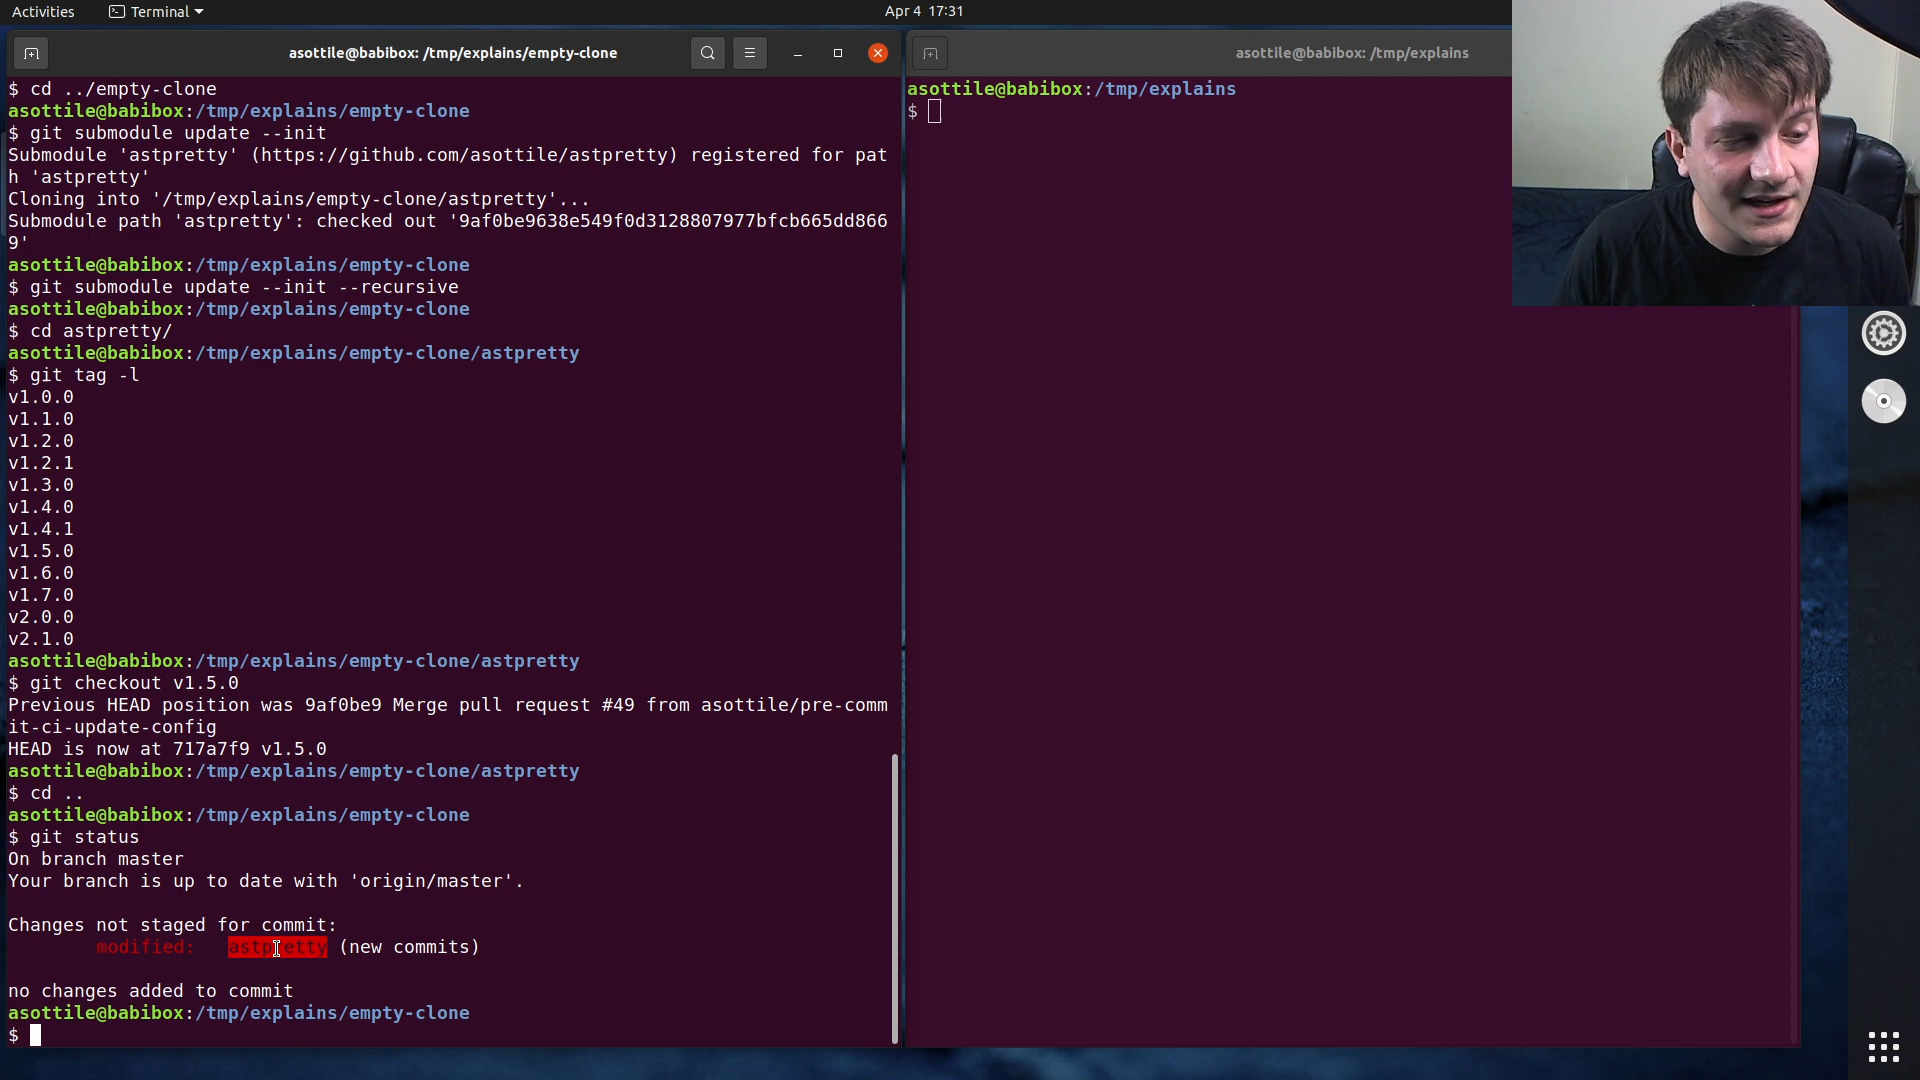 Activities
Terminal
Apr 4 17:31
asottile@babibox: /tmp/explains/empty-clone
$ cd ../empty-clone
asottile@babibox:/tmp/explains/empty-clone
$ git submodule update --init
Submodule 'astpretty' (https://github.com/asottile/astpretty) registered for pat
h 'astpretty'
Cloning into '/tmp/explains/empty-clone/astpretty'...
Submodule path 'astpretty': checked out '9af0be9638e549f0d3128807977bfcb665dd866
9'
asottile@babibox:/tmp/explains/empty-clone
$ git submodule update --init --recursive
asottile@babibox:/tmp/explains/empty-clone
$ cd astpretty/
asottile@babibox:/tmp/explains/empty-clone/astpretty
$ git tag -l
v1.0.0
v1.1.0
v1.2.0
v1.2.1
v1.3.0
v1.4.0
v1.4.1
v1.5.0
v1.6.0
v1.7.0
v2.0.0
v2.1.0
asottile@babibox:/tmp/explains/empty-clone/astpretty
$ git checkout v1.5.0
Previous HEAD position was 9af0be9 Merge pull request #49 from asottile/pre-comm
it-ci-update-config
HEAD is now at 717a7f9 v1.5.0
asottile@babibox:/tmp/explains/empty-clone/astpretty
$ cd ..
asottile@babibox:/tmp/explains/empty-clone
$ git status
On branch master
Your branch is up to date with 'origin/master'.
Changes not staged for commit:
modified: astpretty (new commits)
no changes added to commit
asottile@babibox:/tmp/explains/empty-clone
$
asottile@babibox: /tmp/explains
asottile@babibox:/tmp/explains
$